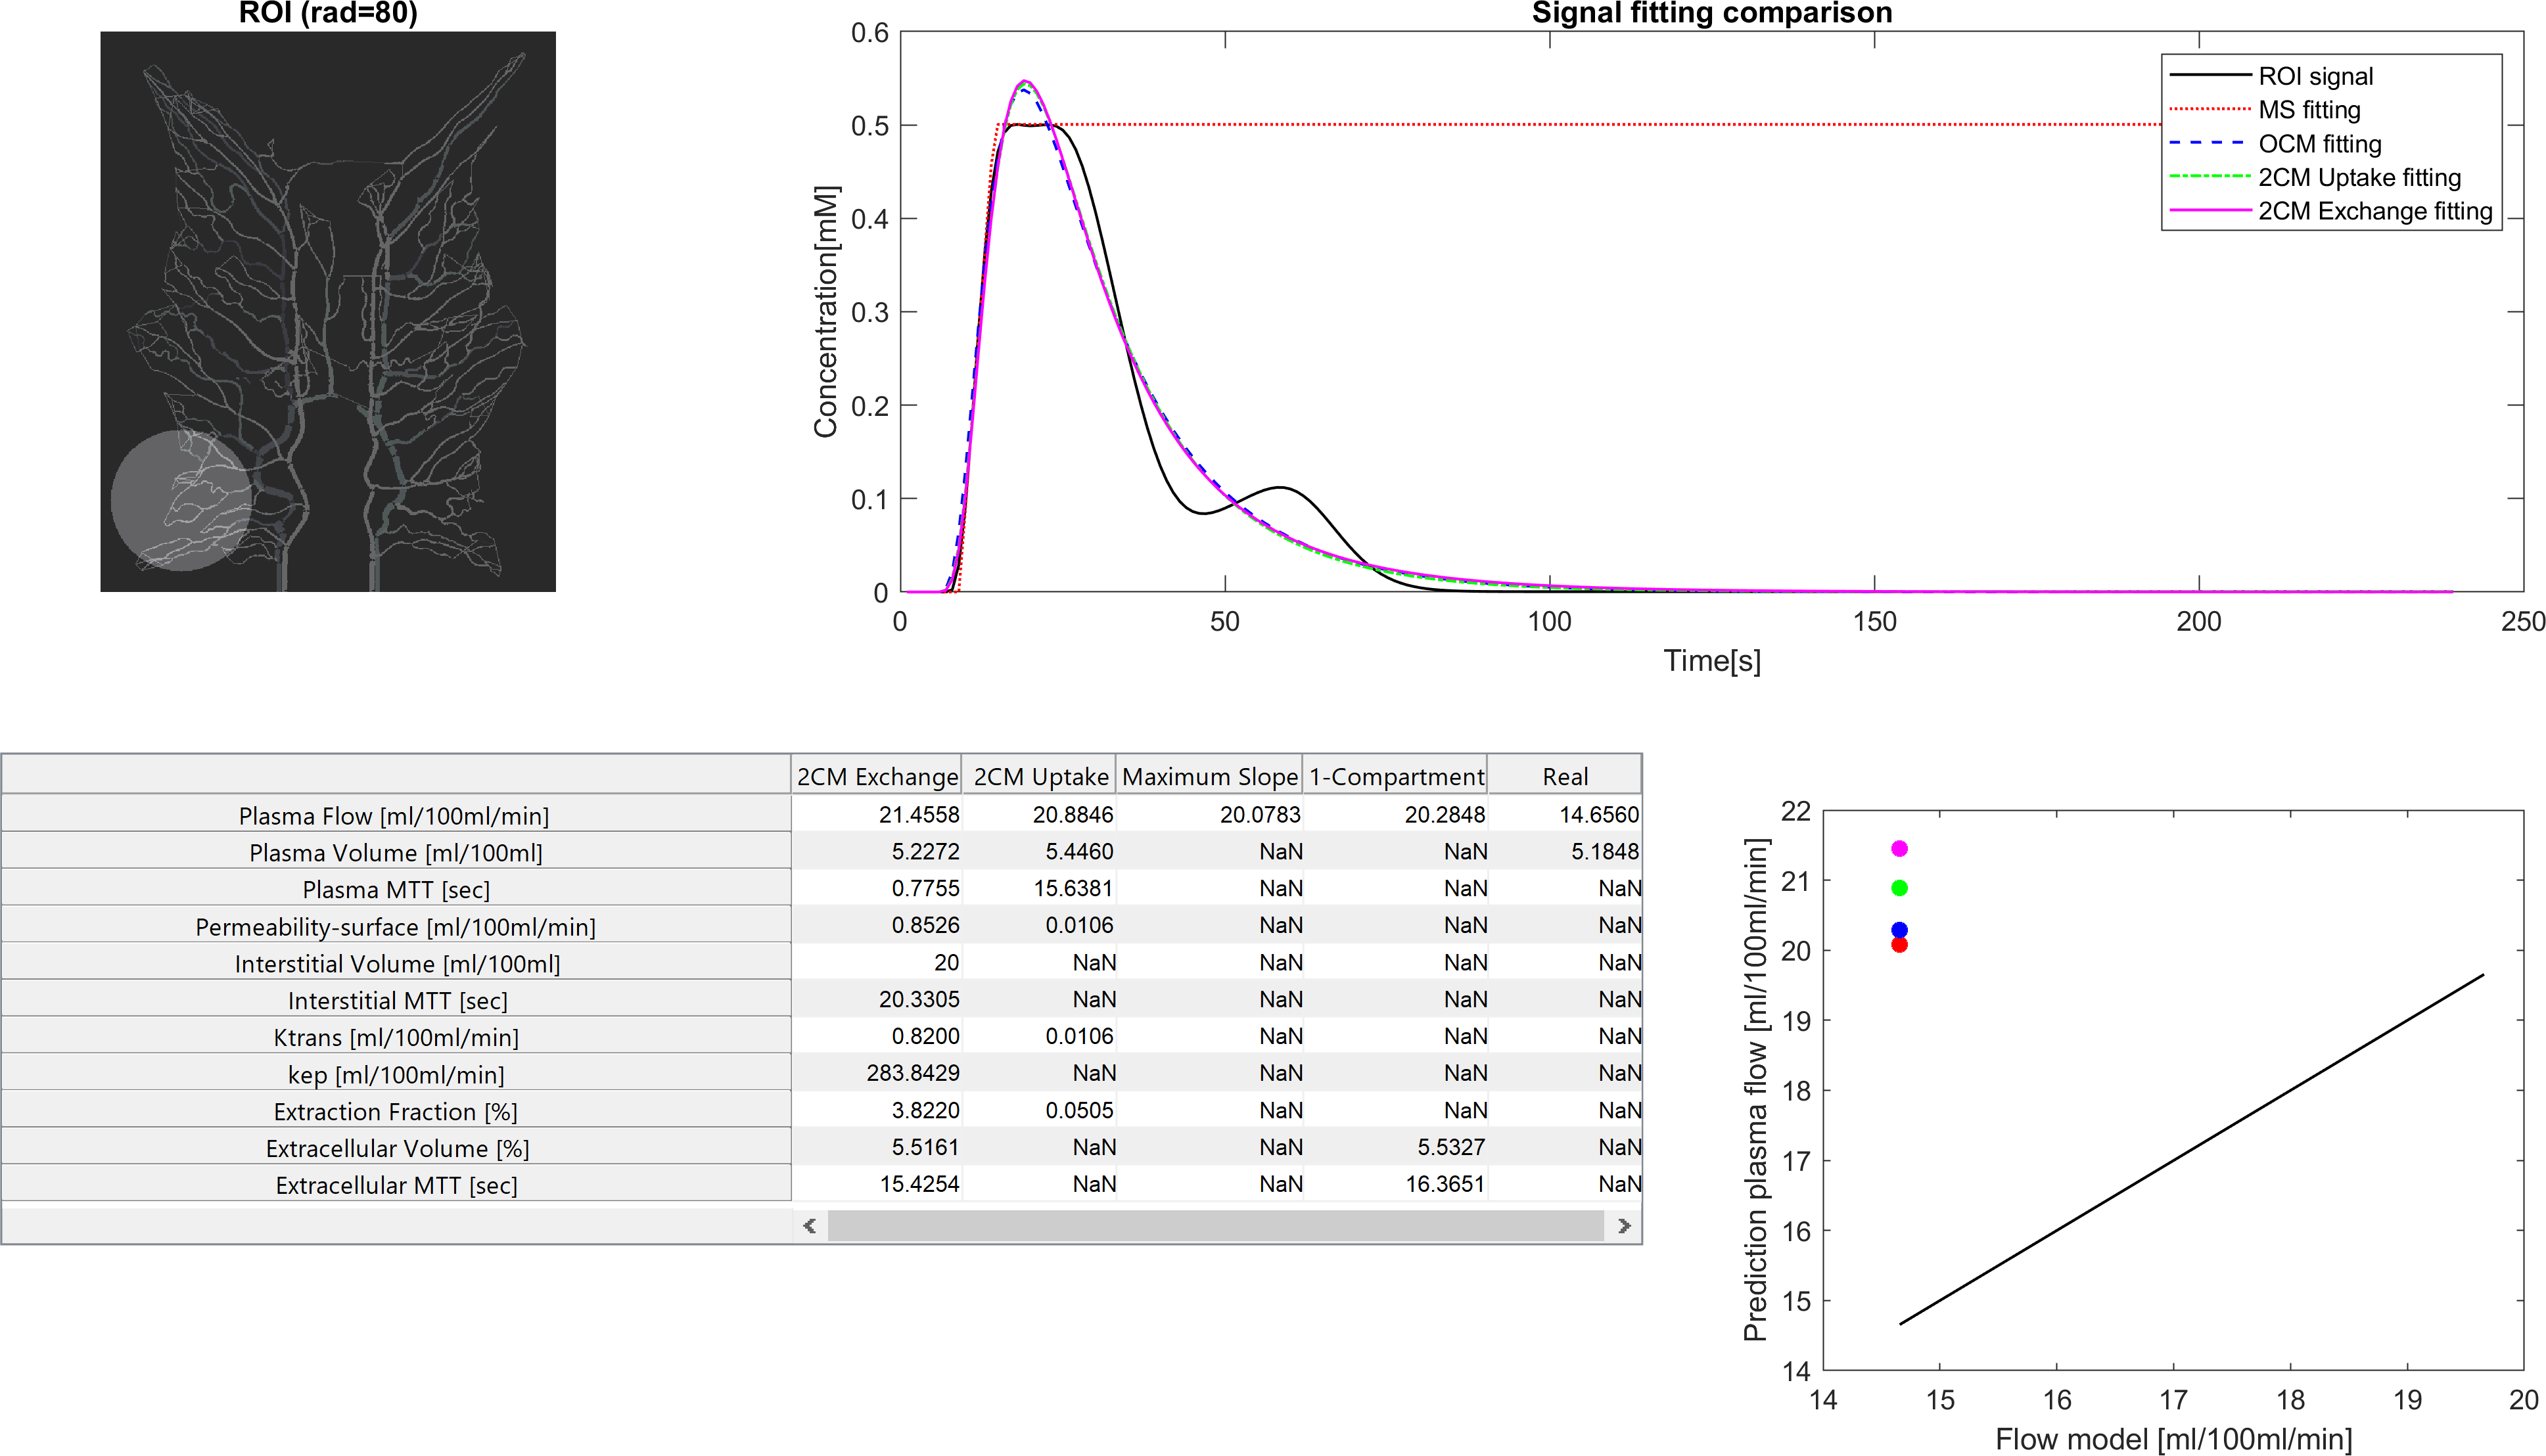 ROI (rad=80)
Signal fitting comparison
0.6
0.5
0.4
0.3
0.2
0.1
0
Concentration[mM]
0 50 100 150 200 250
Time[s]
ROI signal
MS fitting
OCM fitting
2CM Uptake fitting
2CM Exchange fitting
2CM Exchange 2CM Uptake Maximum Slope 1-Compartment Real
Plasma Flow [ml/100ml/min] 21.4558 20.8846 20.0783 20.2848 14.6560
Plasma Volume [ml/100ml] 5.2272 5.4460 NaN NaN 5.1848
Plasma MTT [sec] 0.7755 15.6381 NaN NaN NaN
Permeability-surface [ml/100ml/min] 0.8526 0.0106 NaN NaN NaN
Interstitial Volume [ml/100ml] 20 NaN NaN NaN NaN
Interstitial MTT [sec] 20.3305 NaN NaN NaN NaN
Ktrans [ml/100ml/min] 0.8200 0.0106 NaN NaN NaN
kep [ml/100ml/min] 283.8429 NaN NaN NaN NaN
Extraction Fraction [%] 3.8220 0.0505 NaN NaN NaN
Extracellular Volume [%] 5.5161 NaN NaN 5.5327 NaN
Extracellular MTT [sec] 15.4254 NaN NaN 16.3651 NaN
22
21
20
19
18
17
16
15
14
Prediction plasma flow [ml/100ml/min]
14 15 16 17 18 19 20
Flow model [ml/100ml/min]